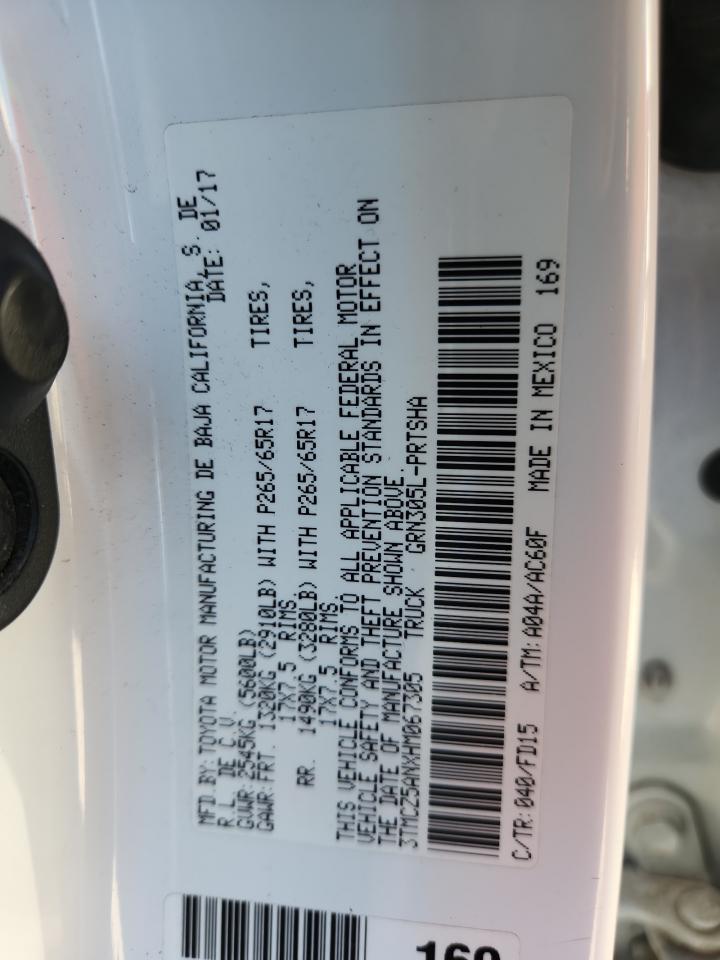 MFD. BY: TOYOTA MOTOR MANUFACTURING DE BAJA CALIFORNIA, S. DE
R. L. DE C. V. DATE: 01/17
GVWR: 2545KG (5600LB)
GAWR: FRT. 1320KG (2910LB) WITH P265/65R17 TIRES,
17X7.5 RIMS
RR. 1490KG (3280LB) WITH P265/65R17 TIRES,
17X7.5 RIMS.
THIS VEHICLE CONFORMS TO ALL APPLICABLE FEDERAL MOTOR
VEHICLE SAFETY AND THEFT PREVENTION STANDARDS IN EFFECT ON
THE DATE OF MANUFACTURE SHOWN ABOVE.
3TMCZ5ANXHM067305 TRUCK GRN305L-PRTSHA
C/TR: 040/FD15 A/TM: A04A/AC60F MADE IN MEXICO 169
169